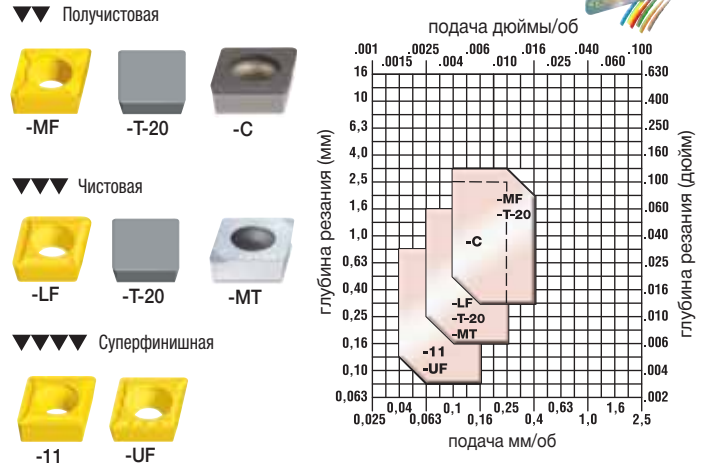 ▼▼ Получистовая
-MF -T-20 -C
▼▼▼ Чистовая
-LF -T-20 -MT
▼▼▼▼ Суперфинишная
-11 -UF
подача дюймы/об
.001 .0025 .006 .016 .040 .100
.0015 .004 .010 .025 .060
глубина резания (мм)
16
10
6,3
4,0
2,5
1,6
1,0
0,63
0,40
0,25
0,16
0,10
0,063
.630
.400
.250
.160
.100
.060
.040
.025
.016
.010
.006
.004
.002
глубина резания (дюйм)
-MF
-T-20
-C
-LF
-T-20
-MT
-11
-UF
0,04 0,1 0,25 0,63 1,6
0,025 0,063 0,16 0,4 1,0 2,5
подача мм/об